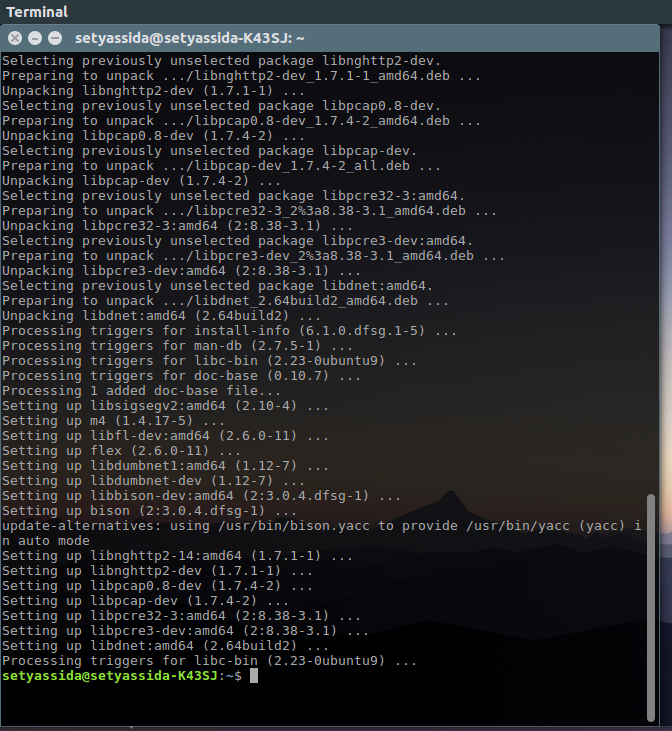 Terminal
setyassida@setyassida-K43SJ: ~
Selecting previously unselected package libnghttp2-dev.
Preparing to unpack .../libnghttp2-dev_1.7.1-1_amd64.deb ...
Unpacking libnghttp2-dev (1.7.1-1) ...
Selecting previously unselected package libpcap0.8-dev.
Preparing to unpack .../libpcap0.8-dev_1.7.4-2_amd64.deb ...
Unpacking libpcap0.8-dev (1.7.4-2) ...
Selecting previously unselected package libpcap-dev.
Preparing to unpack .../libpcap-dev_1.7.4-2_all.deb ...
Unpacking libpcap-dev (1.7.4-2) ...
Selecting previously unselected package libpcre32-3:amd64.
Preparing to unpack .../libpcre32-3_2%3a8.38-3.1_amd64.deb ...
Unpacking libpcre32-3:amd64 (2:8.38-3.1) ...
Selecting previously unselected package libpcre3-dev:amd64.
Preparing to unpack .../libpcre3-dev_2%3a8.38-3.1_amd64.deb ...
Unpacking libpcre3-dev:amd64 (2:8.38-3.1) ...
Selecting previously unselected package libdnet:amd64.
Preparing to unpack .../libdnet_2.64build2_amd64.deb ...
Unpacking libdnet:amd64 (2.64build2) ...
Processing triggers for install-info (6.1.0.dfsg.1-5) ...
Processing triggers for man-db (2.7.5-1) ...
Processing triggers for libc-bin (2.23-0ubuntu9) ...
Processing triggers for doc-base (0.10.7) ...
Processing 1 added doc-base file...
Setting up libsigsegv2:amd64 (2.10-4) ...
Setting up m4 (1.4.17-5) ...
Setting up libfl-dev:amd64 (2.6.0-11) ...
Setting up flex (2.6.0-11) ...
Setting up libdumbnet1:amd64 (1.12-7) ...
Setting up libdumbnet-dev (1.12-7) ...
Setting up libbison-dev:amd64 (2:3.0.4.dfsg-1) ...
Setting up bison (2:3.0.4.dfsg-1) ...
update-alternatives: using /usr/bin/bison.yacc to provide /usr/bin/yacc (yacc) i
n auto mode
Setting up libnghttp2-14:amd64 (1.7.1-1) ...
Setting up libnghttp2-dev (1.7.1-1) ...
Setting up libpcap0.8-dev (1.7.4-2) ...
Setting up libpcap-dev (1.7.4-2) ...
Setting up libpcre32-3:amd64 (2:8.38-3.1) ...
Setting up libpcre3-dev:amd64 (2:8.38-3.1) ...
Setting up libdnet:amd64 (2.64build2) ...
Processing triggers for libc-bin (2.23-0ubuntu9) ...
setyassida@setyassida-K43SJ:~$